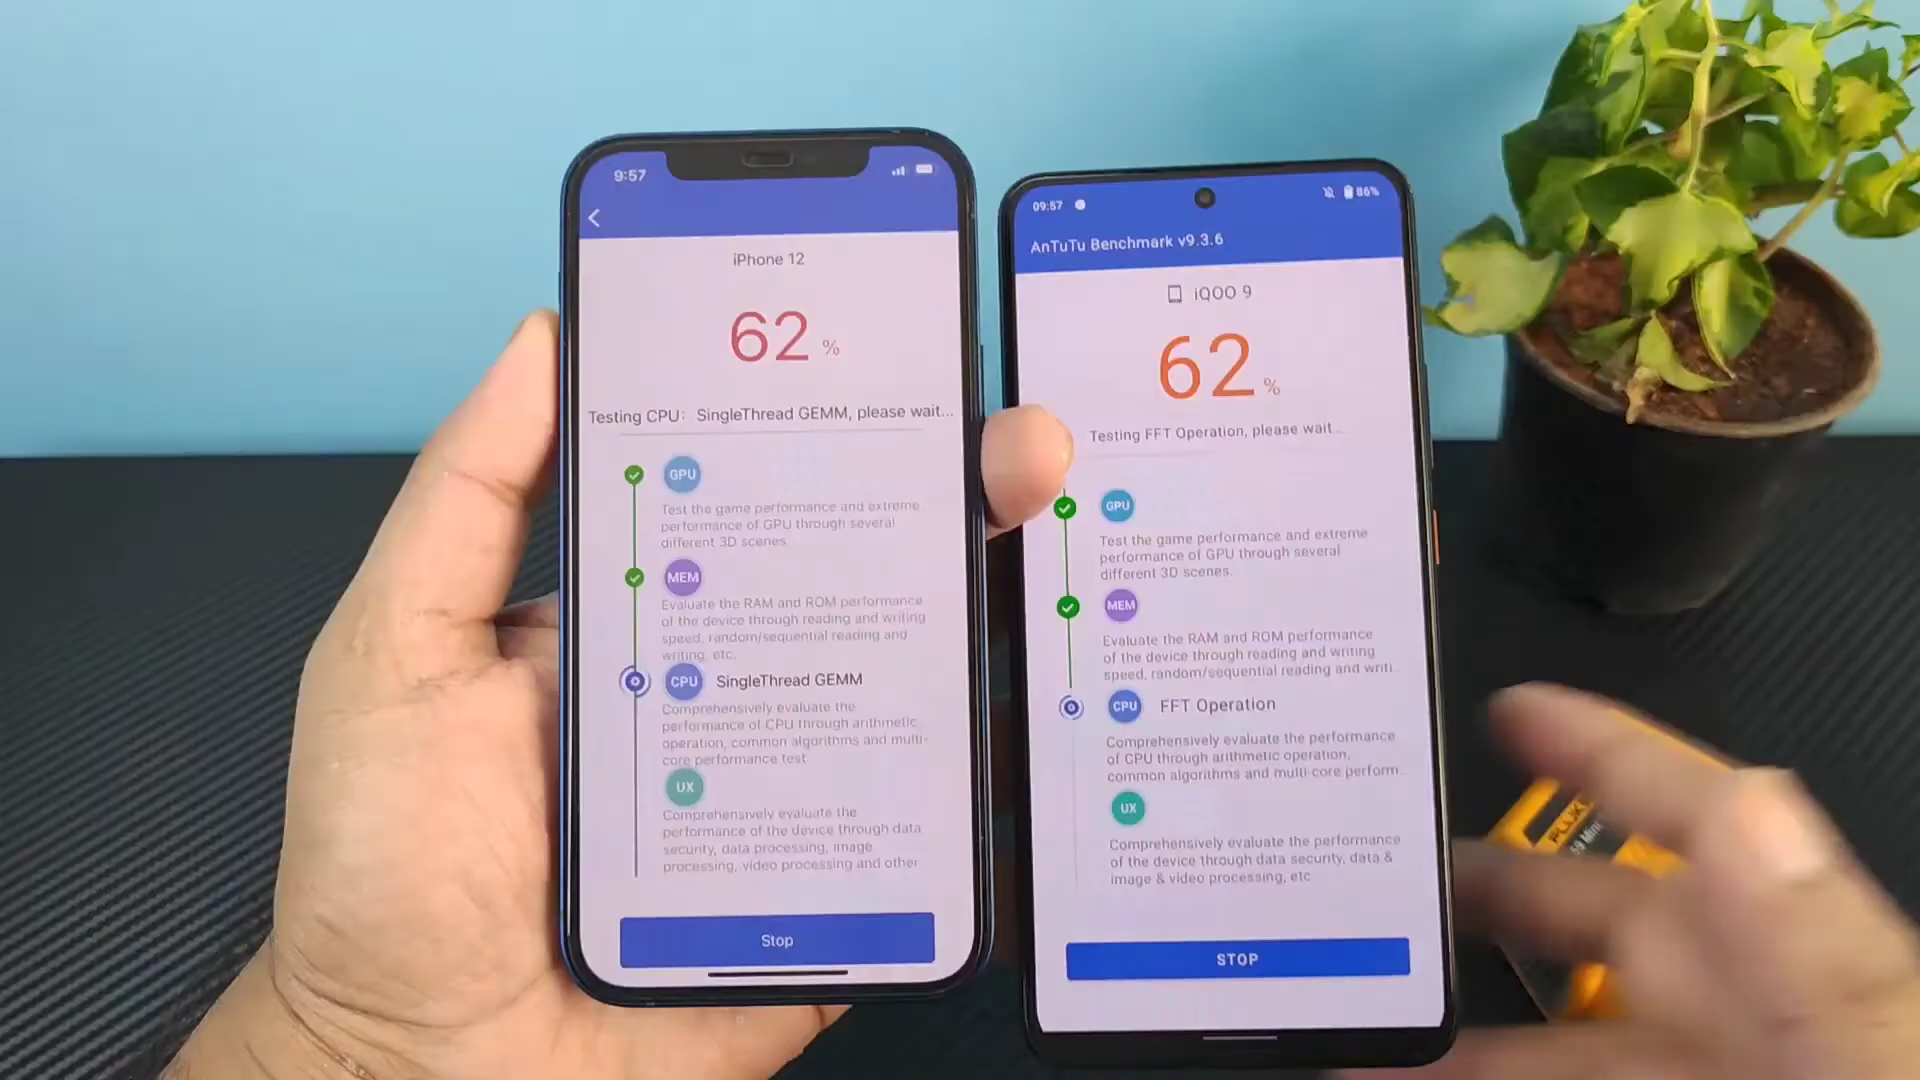 9:57
iPhone 12
62 %
Testing CPU: SingleThread GEMM, please wait...
GPU
Test the game performance and extreme
performance of GPU through several
different 3D scenes
MEM
Evaluate the RAM and ROM performance
of the device through reading and writing
speed, random/sequential reading and
writing, etc.
CPU SingleThread GEMM
Comprehensively evaluate the
performance of CPU through arithmetic
operation, common algorithms and multi-
core performance test
UX
Comprehensively evaluate the
performance of the device through data
security, data processing, image
processing, video processing and other
Stop
09:57 86%
AnTuTu Benchmark v9.3.6
iQOO 9
62 %
Testing FFT Operation, please wait...
GPU
Test the game performance and extreme
performance of GPU through several
different 3D scenes.
MEM
Evaluate the RAM and ROM performance
of the device through reading and writing
speed, random/sequential reading and writi...
CPU FFT Operation
Comprehensively evaluate the performance
of CPU through arithmetic operation,
common algorithms and multi-core perform...
UX
Comprehensively evaluate the performance
of the device through data security, data &
image & video processing, etc
STOP